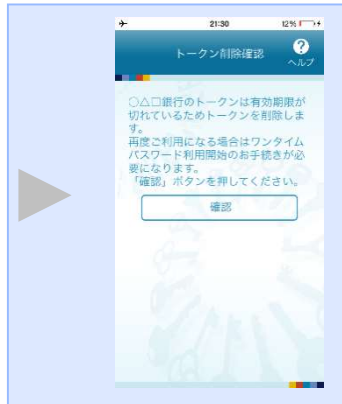 21:30
12%
トークン削除確認
?
ヘルプ
○△□銀行のトークンは有効期限が
切れているためトークンを削除しま
す。
再度ご利用になる場合はワンタイム
パスワード利用開始のお手続きが必
要になります。
「確認」ボタンを押してください。
確認